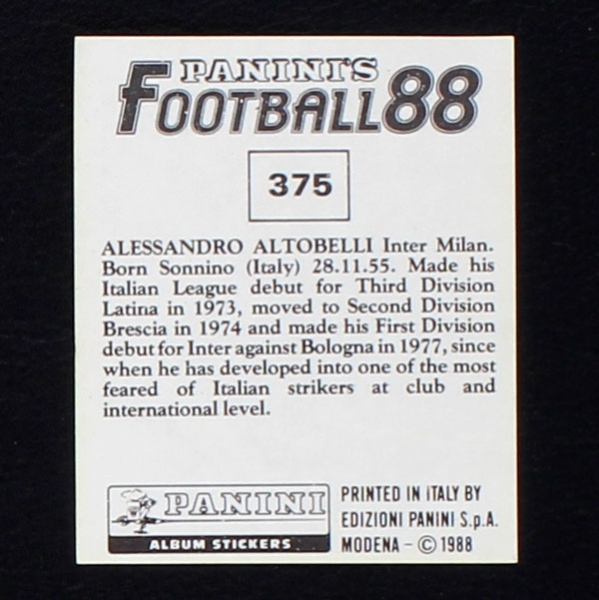 PANINI'S
FOOTBALL 88
375
ALESSANDRO ALTOBELLI Inter Milan.
Born Sonnino (Italy) 28.11.55. Made his
Italian League debut for Third Division
Latina in 1973, moved to Second Division
Brescia in 1974 and made his First Division
debut for Inter against Bologna in 1977, since
when he has developed into one of the most
feared of Italian strikers at club and
international level.
PANINI
ALBUM STICKERS
PRINTED IN ITALY BY
EDIZIONI PANINI S.p.A.
MODENA - © 1988